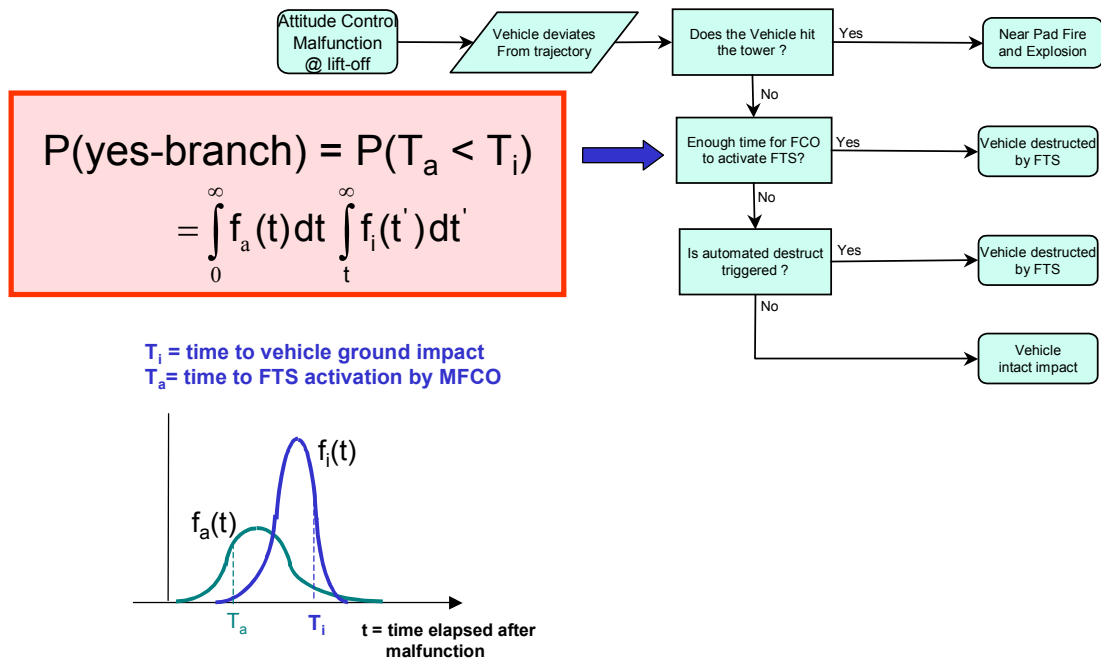 Attitude Control
Malfunction
@ lift-off
Vehicle deviates
From trajectory
Does the Vehicle hit
the tower ?
Yes
Near Pad Fire
and Explosion
No
P(yes-branch) = P(Tₐ < Tᵢ)
= ∫₀^∞ fₐ(t) dt ∫ₜ^∞ fᵢ(t') dt'
Enough time for FCO
to activate FTS?
Yes
Vehicle destructed
by FTS
No
Is automated destruct
triggered ?
Yes
Vehicle destructed
by FTS
No
Vehicle
intact impact
Tᵢ = time to vehicle ground impact
Tₐ= time to FTS activation by MFCO
fᵢ(t)
fₐ(t)
Tₐ
Tᵢ
t = time elapsed after
malfunction